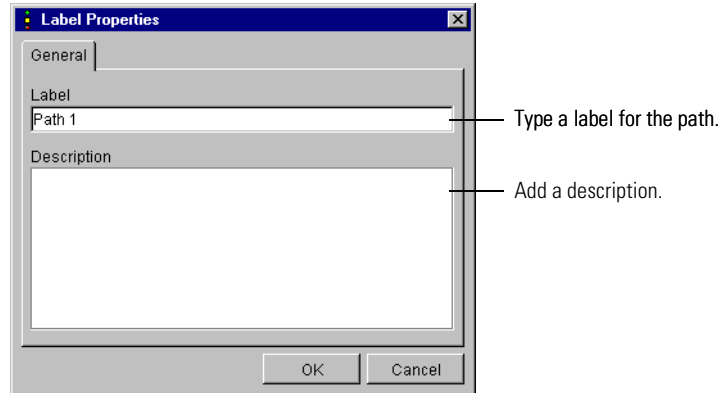 Label Properties
General
Label
Path 1
Type a label for the path.
Description
Add a description.
OK
Cancel